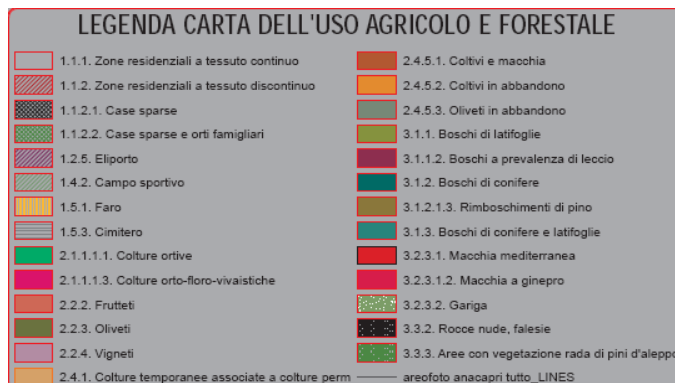 LEGENDA CARTA DELL'USO AGRICOLO E FORESTALE
1.1.1. Zone residenziali a tessuto continuo
1.1.2. Zone residenziali a tessuto discontinuo
1.1.2.1. Case sparse
1.1.2.2. Case sparse e orti famigliari
1.2.5. Eliporto
1.4.2. Campo sportivo
1.5.1. Faro
1.5.3. Cimitero
2.1.1.1.1. Colture ortive
2.1.1.1.3. Colture orto-floro-vivaistiche
2.2.2. Frutteti
2.2.3. Oliveti
2.2.4. Vigneti
2.4.1. Colture temporanee associate a colture perm
2.4.5.1. Coltivi e macchia
2.4.5.2. Coltivi in abbandono
2.4.5.3. Oliveti in abbandono
3.1.1. Boschi di latifoglie
3.1.1.2. Boschi a prevalenza di leccio
3.1.2. Boschi di conifere
3.1.2.1.3. Rimboschimenti di pino
3.1.3. Boschi di conifere e latifoglie
3.2.3.1. Macchia mediterranea
3.2.3.1.2. Macchia a ginepro
3.2.3.2. Gariga
3.3.2. Rocce nude, falesie
3.3.3. Aree con vegetazione rada di pini d'aleppo
areofoto anacapri tutto_LINES